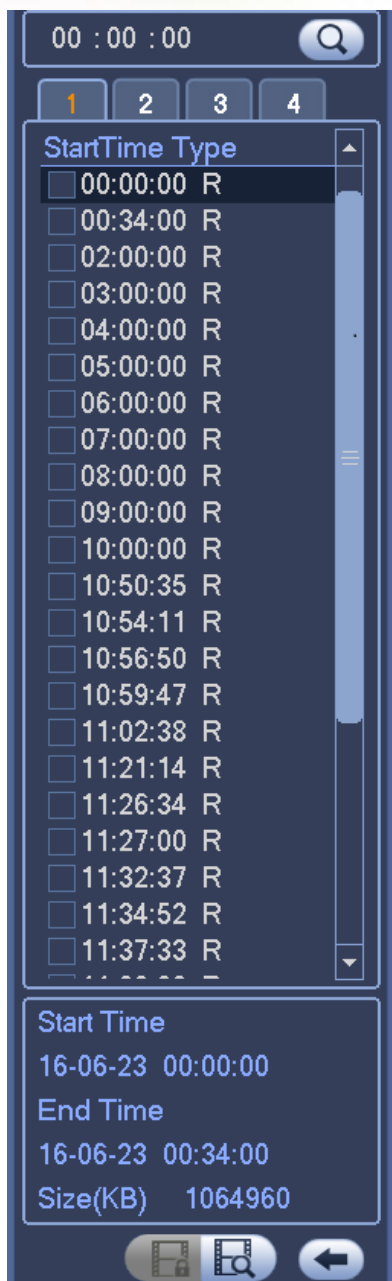 00 :00 :00
1 2 3 4
StartTime Type
00:00:00 R
00:34:00 R
02:00:00 R
03:00:00 R
04:00:00 R
05:00:00 R
06:00:00 R
07:00:00 R
08:00:00 R
09:00:00 R
10:00:00 R
10:50:35 R
10:54:11 R
10:56:50 R
10:59:47 R
11:02:38 R
11:21:14 R
11:26:34 R
11:27:00 R
11:32:37 R
11:34:52 R
11:37:33 R
Start Time
16-06-23 00:00:00
End Time
16-06-23 00:34:00
Size(KB) 1064960